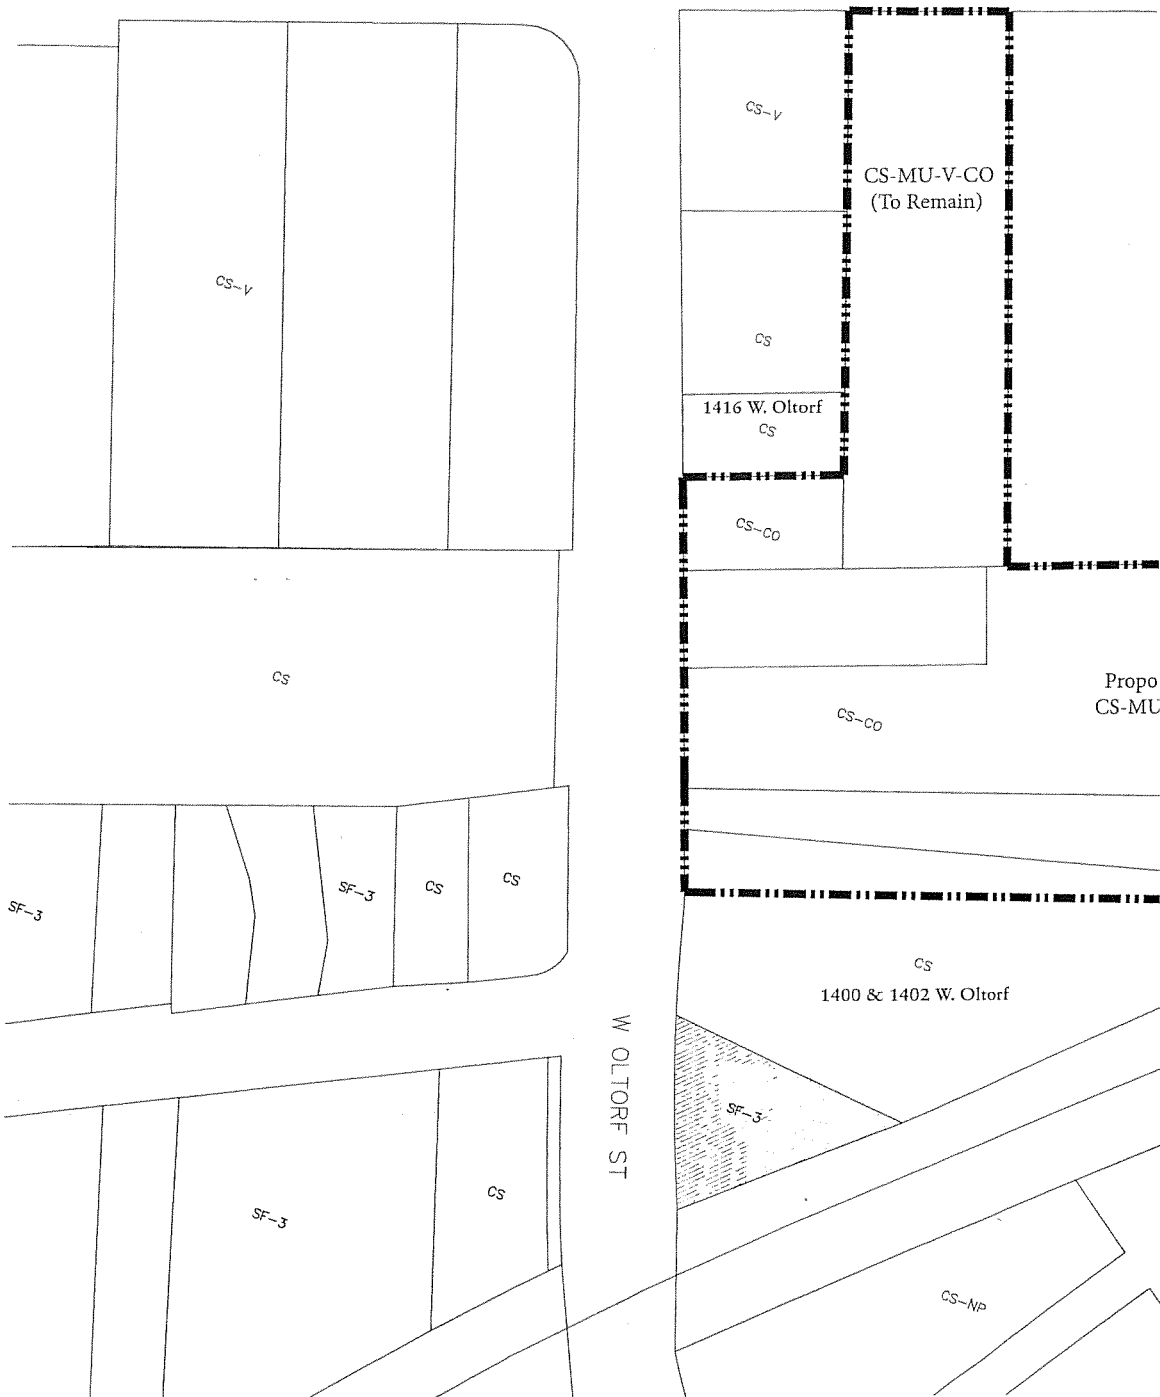 CS-V
CS-MU-V-CO
(To Remain)
CS-V
CS
1416 W. Oltorf
CS
CS-CO
CS
Propo
CS-MU
CS-CO
SF-3
SF-3
CS
CS
CS
1400 & 1402 W. Oltorf
W OLTORF ST
SF-3
SF-3
CS
CS-NP